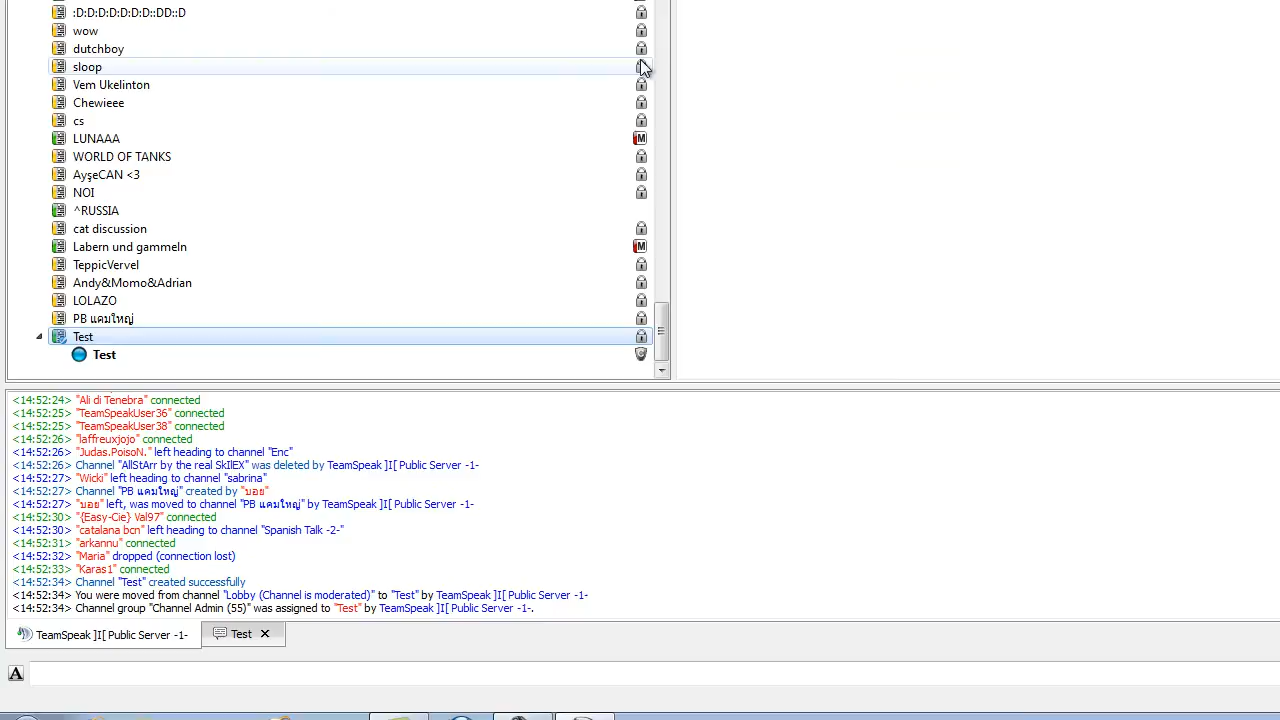 :D:D:D:D:D:D:D::DD::D
wow
dutchboy
sloop
Vem Ukelinton
Chewieee
cs
LUNAAA
M
WORLD OF TANKS
AyşeCAN <3
NOI
^RUSSIA
cat discussion
Labern und gammeln
M
TeppicVervel
Andy&Momo&Adrian
LOLAZO
PB แคมใหญ่
Test
Test
<14:52:24> "Ali di Tenebra" connected
<14:52:25> "TeamSpeakUser36" connected
<14:52:25> "TeamSpeakUser38" connected
<14:52:26> "laffreuxjojo" connected
<14:52:26> "Judas.PoisoN." left heading to channel "Enc"
<14:52:26> Channel "AllStArr by the real SkIlEX" was deleted by TeamSpeak ]I[ Public Server -1-
<14:52:27> "Wicki" left heading to channel "sabrina"
<14:52:27> Channel "PB แคมใหญ่" created by "บอย"
<14:52:27> "บอย" left, was moved to channel "PB แคมใหญ่" by TeamSpeak ]I[ Public Server -1-
<14:52:30> "{Easy-Cie} Val97" connected
<14:52:30> "catalana bcn" left heading to channel "Spanish Talk -2-"
<14:52:31> "arkannu" connected
<14:52:32> "Maria" dropped (connection lost)
<14:52:33> "Karas1" connected
<14:52:34> Channel "Test" created successfully
<14:52:34> You were moved from channel "Lobby (Channel is moderated)" to "Test" by TeamSpeak ]I[ Public Server -1-
<14:52:34> Channel group "Channel Admin (55)" was assigned to "Test" by TeamSpeak ]I[ Public Server -1-.
TeamSpeak ]I[ Public Server -1-
Test
A